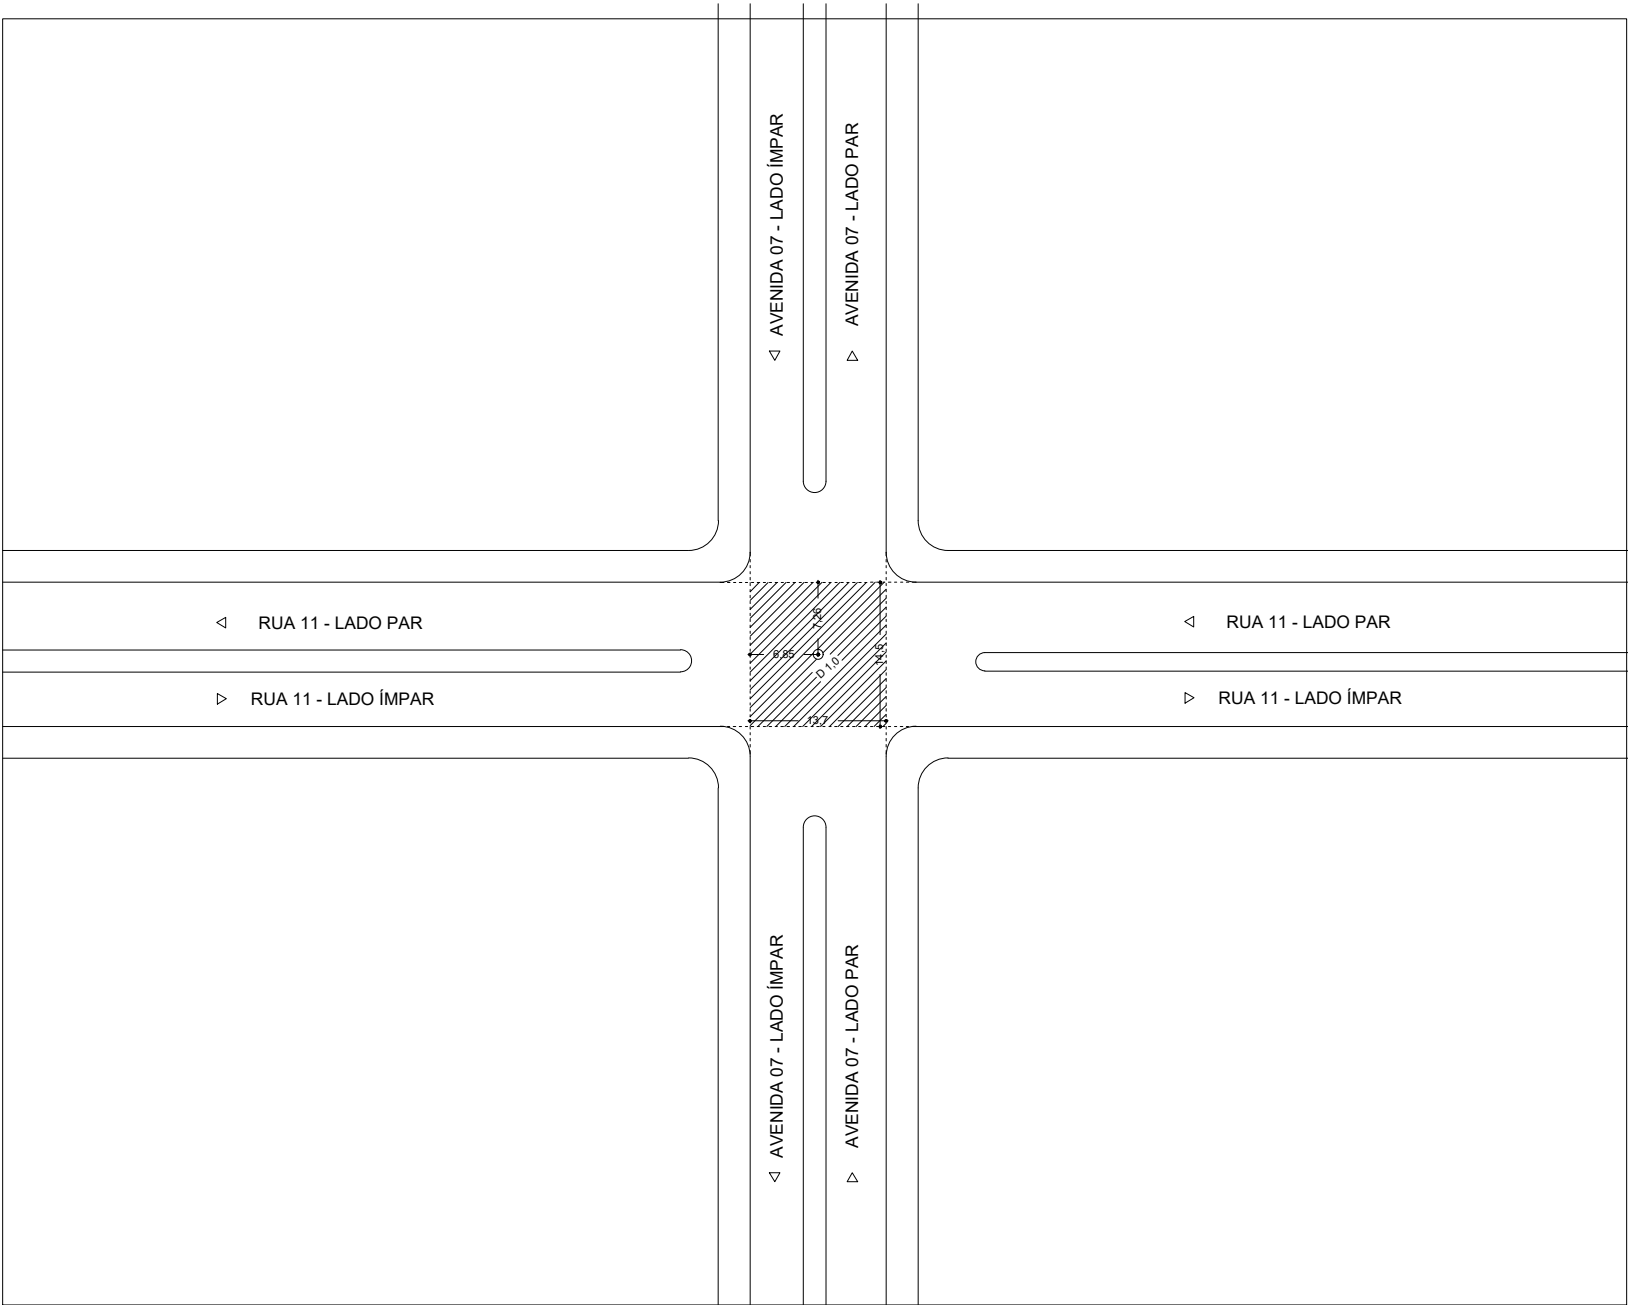 AVENIDA 07 - LADO ÍMPAR
AVENIDA 07 - LADO PAR
RUA 11 - LADO PAR
RUA 11 - LADO ÍMPAR
7,26
6,85
D 1,0
14,5
13,7
RUA 11 - LADO PAR
RUA 11 - LADO ÍMPAR
AVENIDA 07 - LADO ÍMPAR
AVENIDA 07 - LADO PAR